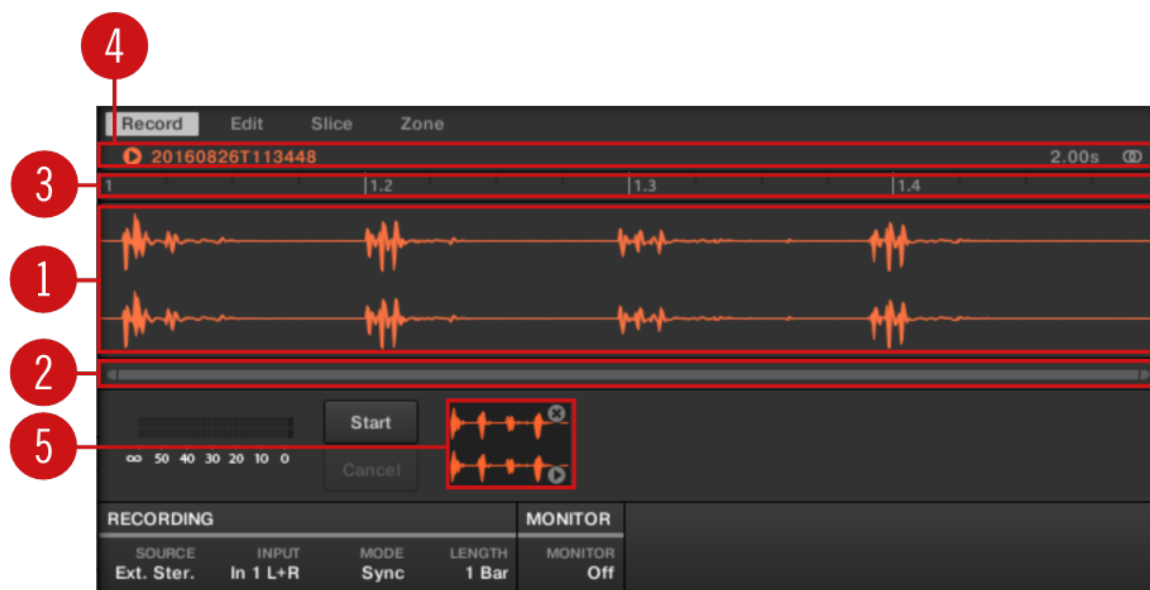 4
Record Edit Slice Zone
20160826T113448 2.00s
3
1 1.2 1.3 1.4
1
2
5
Start
∞ 50 40 30 20 10 0
Cancel
RECORDING MONITOR
SOURCE INPUT MODE LENGTH MONITOR
Ext. Ster. In 1 L+R Sync 1 Bar Off